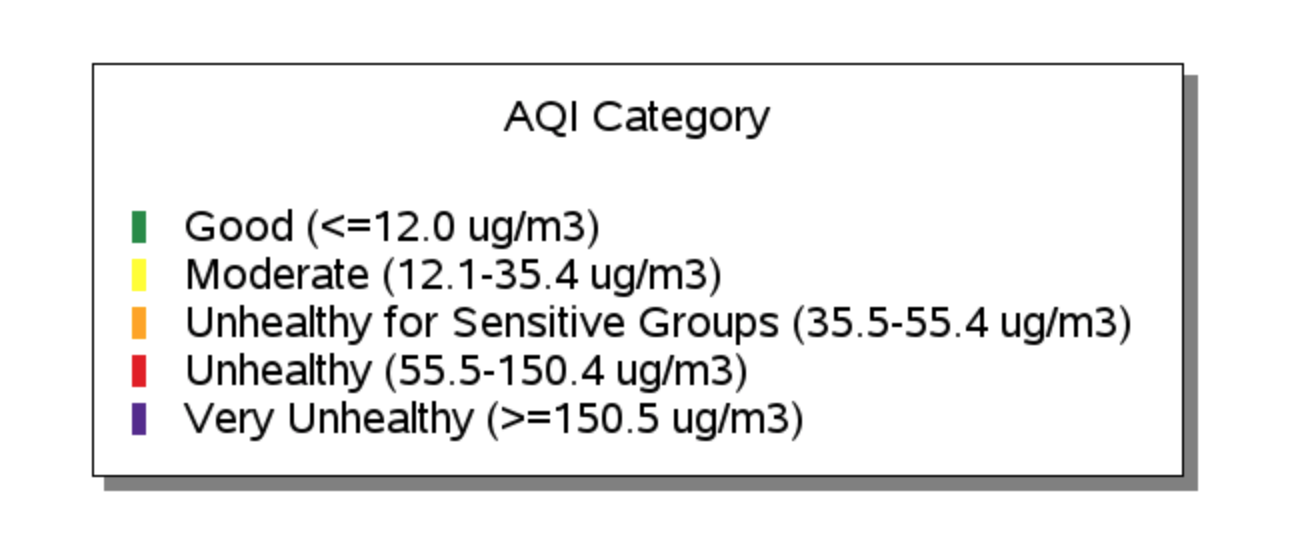 AQI Category
Good (<=12.0 ug/m3)
Moderate (12.1-35.4 ug/m3)
Unhealthy for Sensitive Groups (35.5-55.4 ug/m3)
Unhealthy (55.5-150.4 ug/m3)
Very Unhealthy (>=150.5 ug/m3)